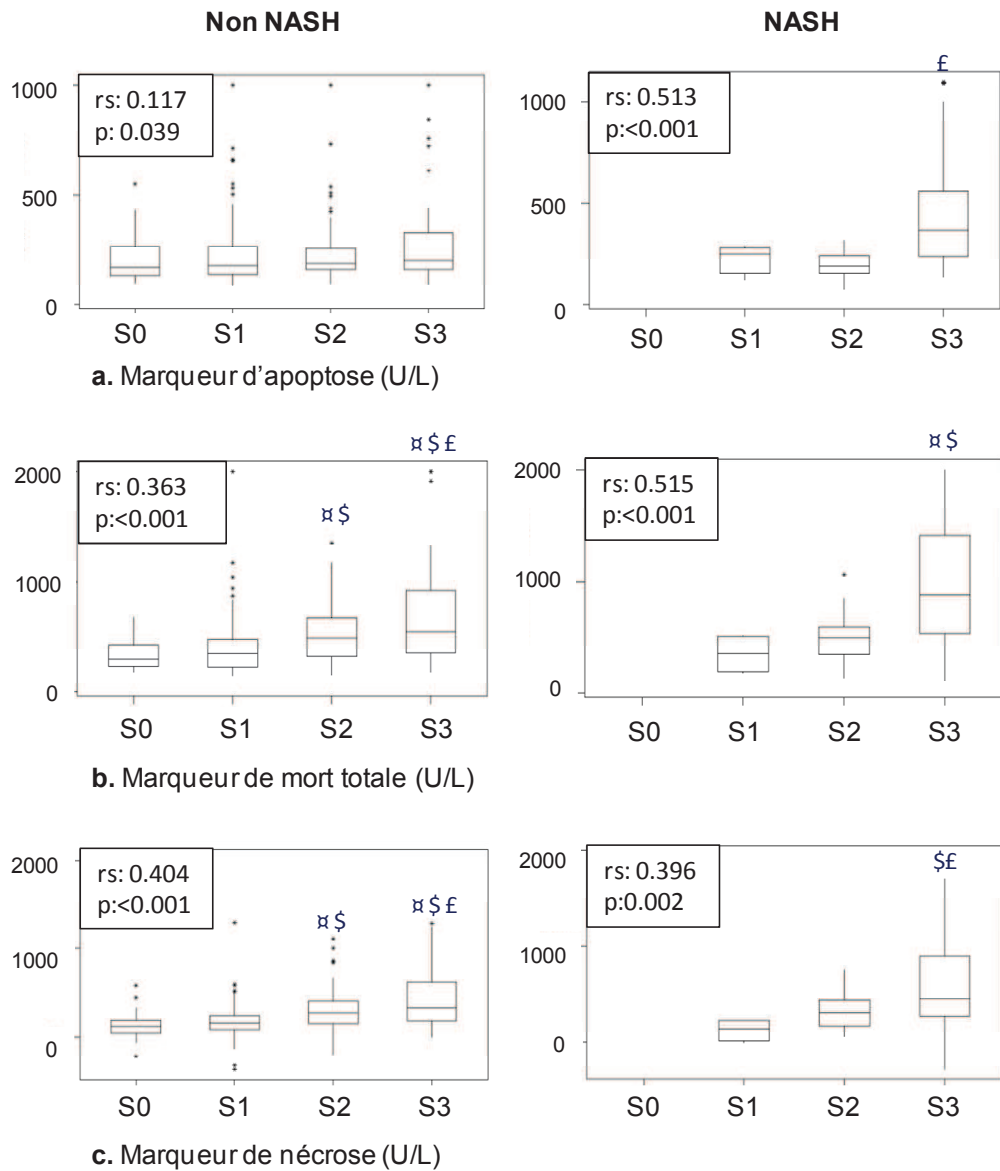 Non NASH
NASH
rs: 0.117
p: 0.039
1000
500
0
S0 S1 S2 S3
£
rs: 0.513
p:<0.001
1000
500
0
S0 S1 S2 S3
a. Marqueur d'apoptose (U/L)
¤ $ £
¤ $
rs: 0.363
p:<0.001
2000
1000
0
S0 S1 S2 S3
¤ $
rs: 0.515
p:<0.001
2000
1000
0
S0 S1 S2 S3
b. Marqueur de mort totale (U/L)
rs: 0.404
p:<0.001
¤ $
¤ $ £
2000
1000
0
S0 S1 S2 S3
rs: 0.396
p:0.002
$£
2000
1000
0
S0 S1 S2 S3
c. Marqueur de nécrose (U/L)